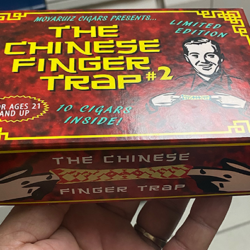 MOYARUIZ CIGARS PRESENTS...
THE
CHINESE
FINGER
TRAP #2
LIMITED
EDITION
FOR AGES 21
AND UP
10 CIGARS
INSIDE!
THE CHINESE
FINGER TRAP